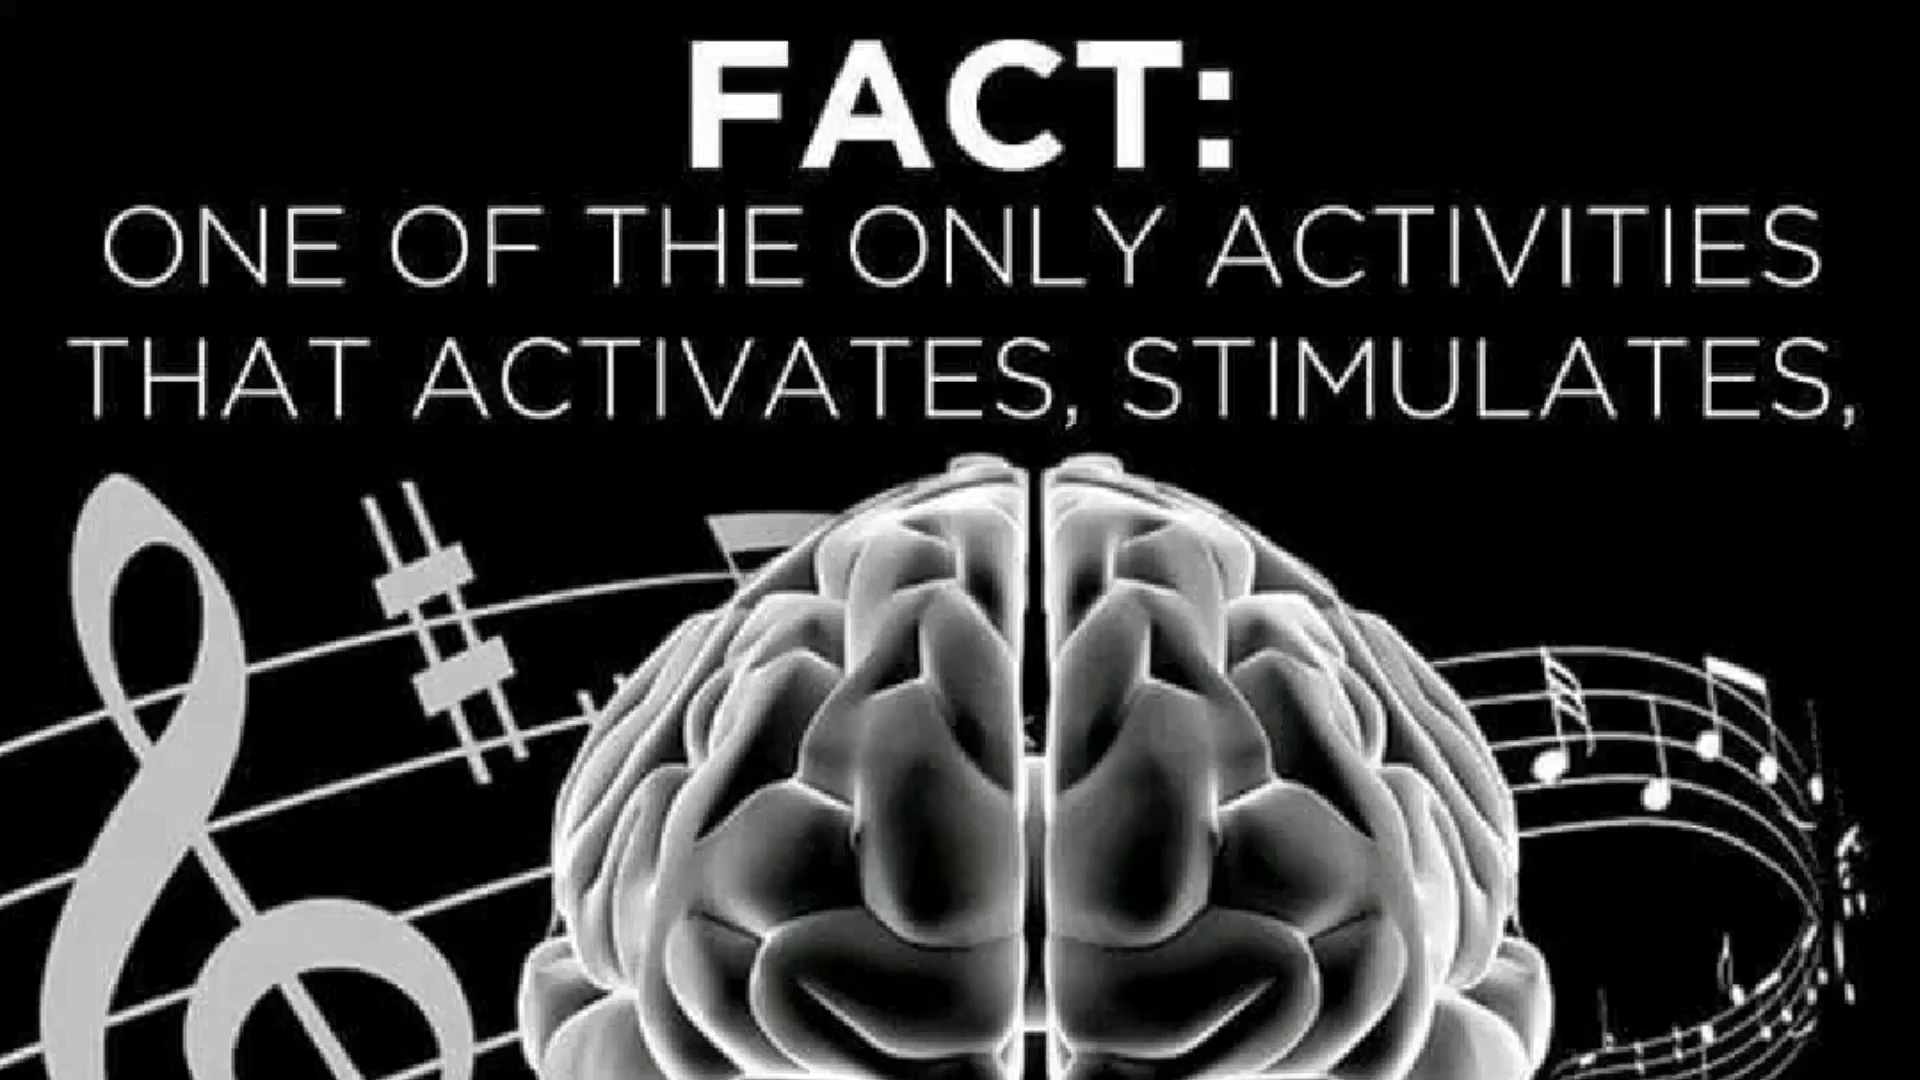 FACT:
ONE OF THE ONLY ACTIVITIES
THAT ACTIVATES, STIMULATES,